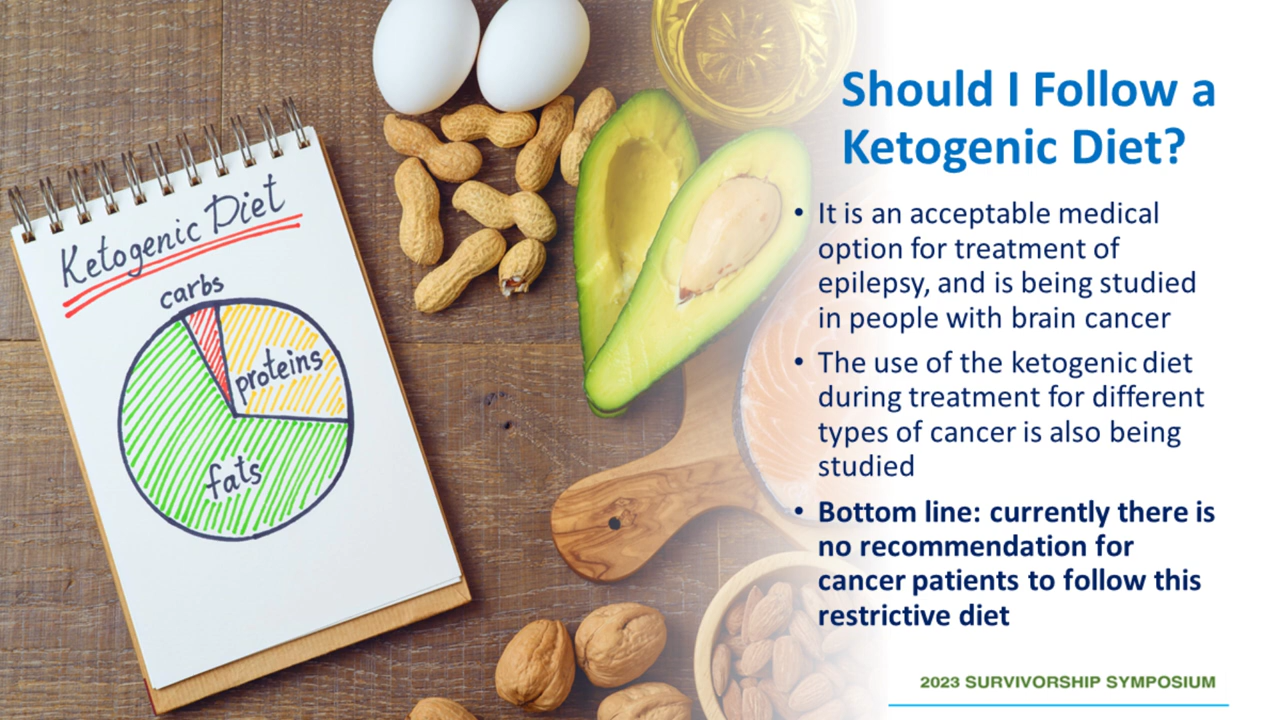 Ketogenic Diet
carbs
proteins
fats
Should I Follow a
Ketogenic Diet?
• It is an acceptable medical
option for treatment of
epilepsy, and is being studied
in people with brain cancer
• The use of the ketogenic diet
during treatment for different
types of cancer is also being
studied
• Bottom line: currently there is
no recommendation for
cancer patients to follow this
restrictive diet
2023 SURVIVORSHIP SYMPOSIUM